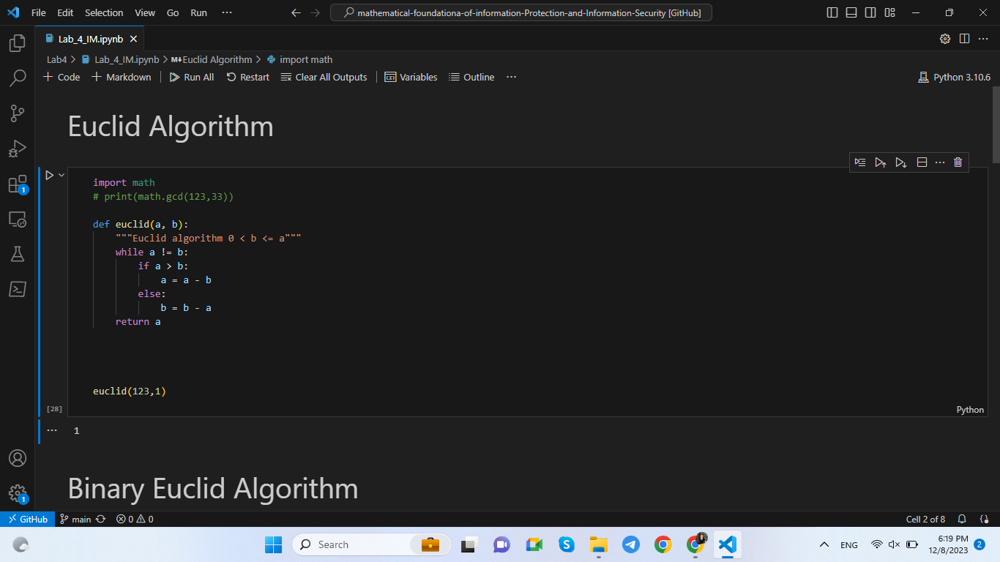 File Edit Selection View Go Run ···
mathematical-foundationa-of-information-Protection-and-Information-Security [GitHub]
Lab_4_IM.ipynb
Lab4 > Lab_4_IM.ipynb > M↓Euclid Algorithm > import math
+ Code + Markdown | Run All Restart Clear All Outputs | Variables Outline ···
Python 3.10.6
Euclid Algorithm
import math
# print(math.gcd(123,33))
def euclid(a, b):
    """Euclid algorithm 0 < b <= a"""
    while a != b:
        if a > b:
            a = a - b
        else:
            b = b - a
    return a
euclid(123,1)
[28]
Python
··· 1
Binary Euclid Algorithm
1
1
GitHub main 0 0
Cell 2 of 8
Search
ENG
6:19 PM
12/8/2023
2